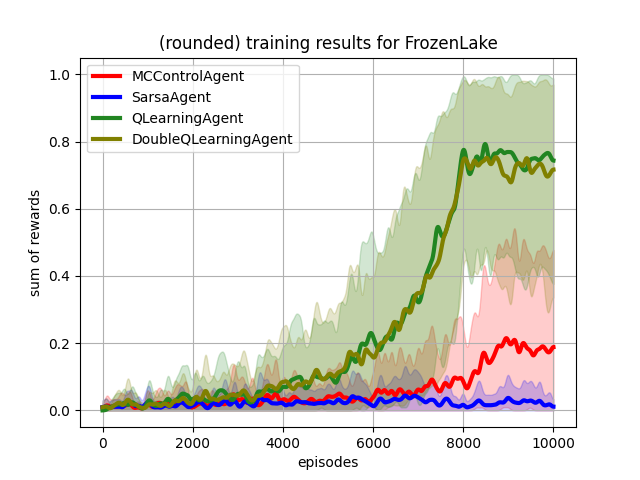 (rounded) training results for FrozenLake
MCControlAgent
SarsaAgent
QLearningAgent
DoubleQLearningAgent
sum of rewards
1.0
0.8
0.6
0.4
0.2
0.0
0 2000 4000 6000 8000 10000
episodes